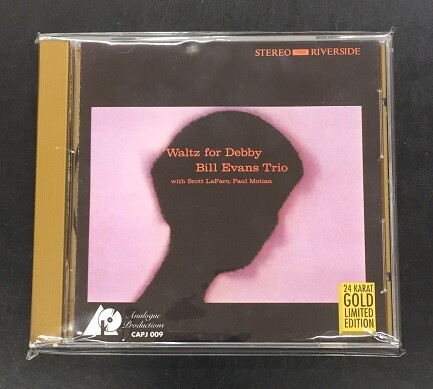 STEREO RIVERSIDE
Waltz for Debby
Bill Evans Trio
with Scott LaFaro, Paul Motian
24 KARAT
GOLD
LIMITED
EDITION
Analogue
Productions
CAPJ 009